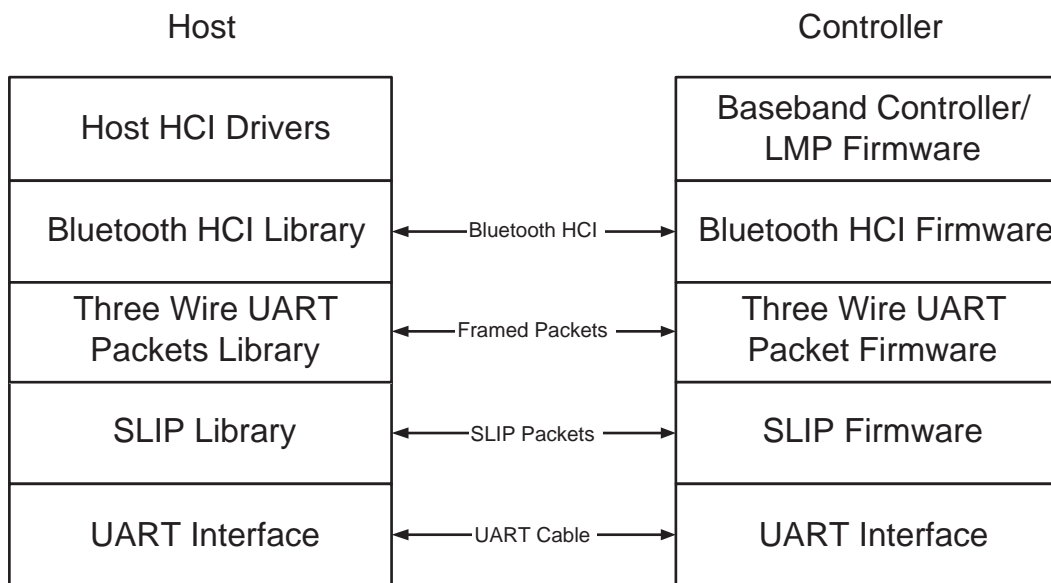 Host
Controller
Host HCI Drivers
Baseband Controller/
LMP Firmware
Bluetooth HCI Library
Bluetooth HCI
Bluetooth HCI Firmware
Three Wire UART
Packets Library
Framed Packets
Three Wire UART
Packet Firmware
SLIP Library
SLIP Packets
SLIP Firmware
UART Interface
UART Cable
UART Interface